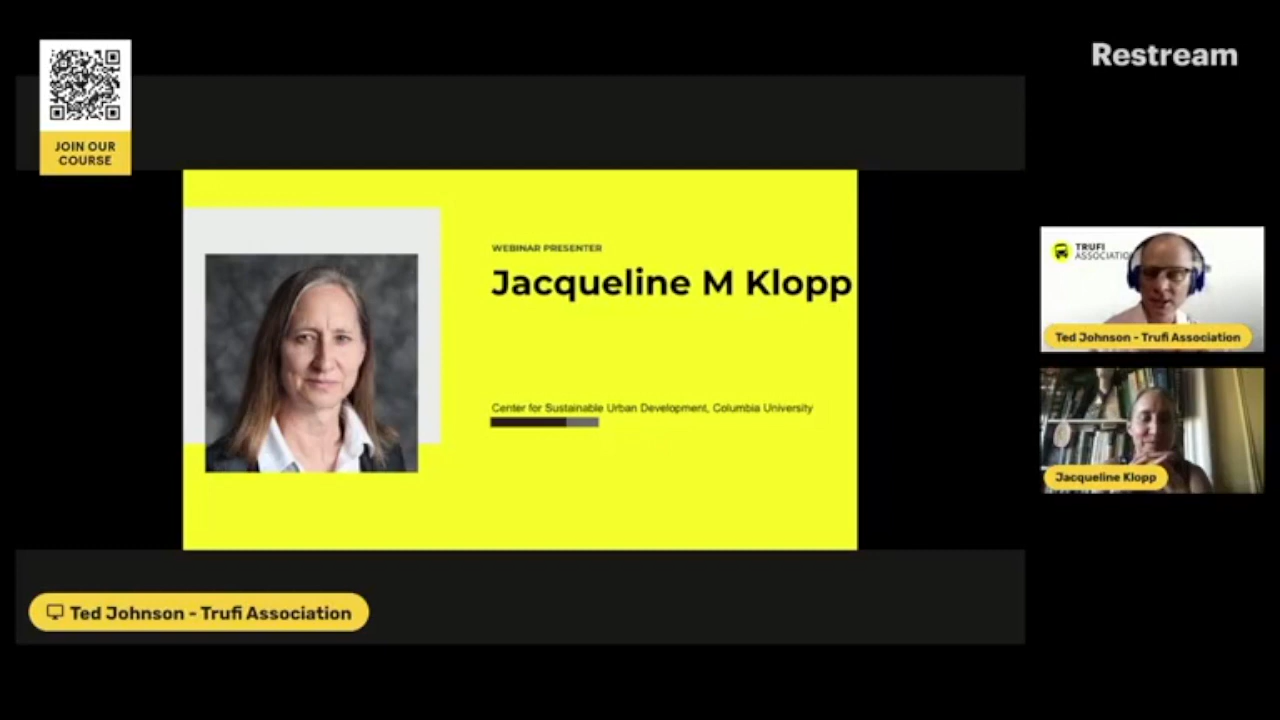 Restream
JOIN OUR
COURSE
WEBINAR PRESENTER
Jacqueline M Klopp
Center for Sustainable Urban Development, Columbia University
TRUFI
ASSOCIATIO
Ted Johnson - Trufi Association
Jacqueline Klopp
Ted Johnson - Trufi Association